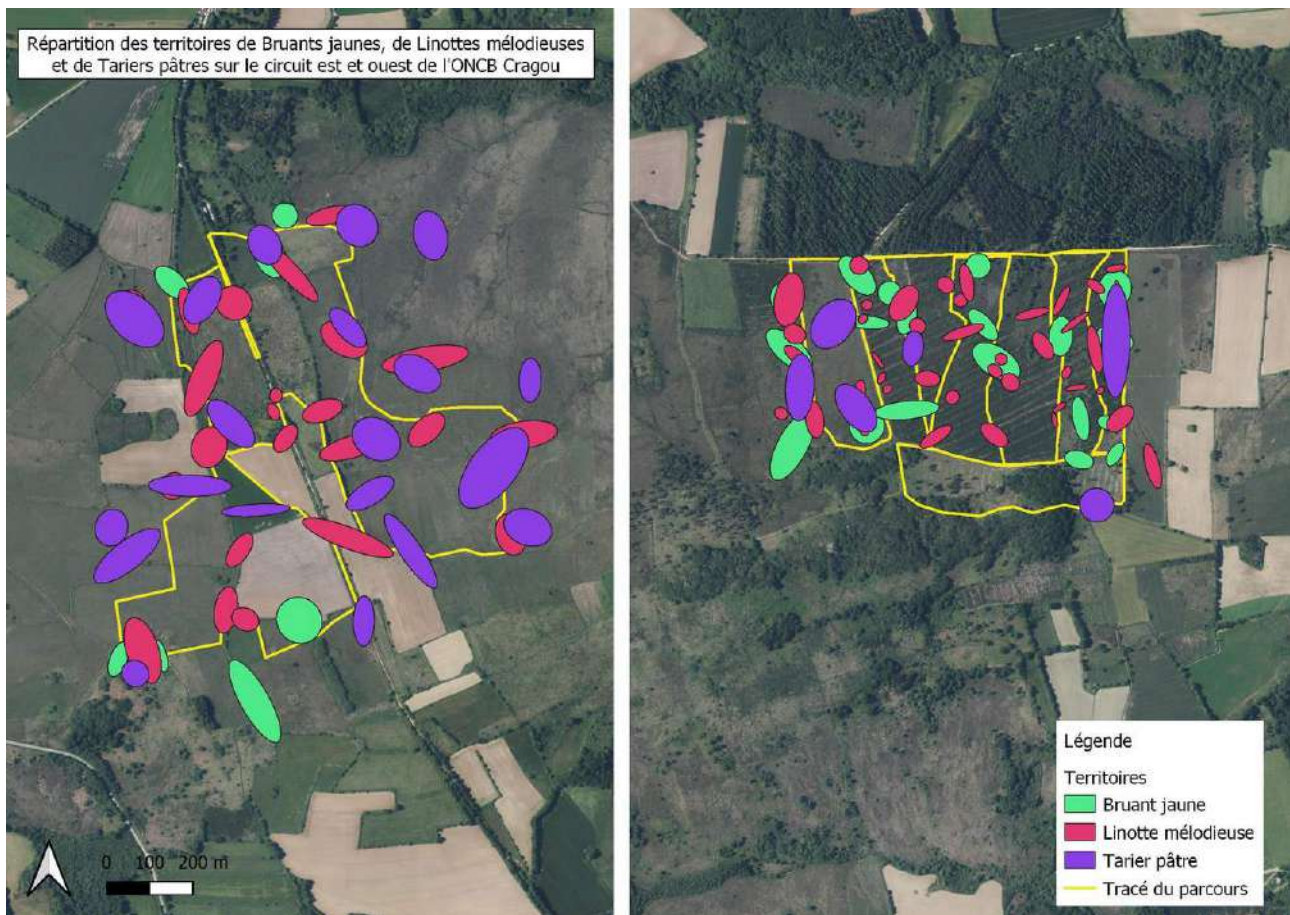 Répartition des territoires de Bruants jaunes, de Linottes mélodieuses
et de Tariers pâtres sur le circuit est et ouest de l'ONCB Cragou
0 100 200 m
Légende
Territoires
Bruant jaune
Linotte mélodieuse
Tarier pâtre
Tracé du parcours